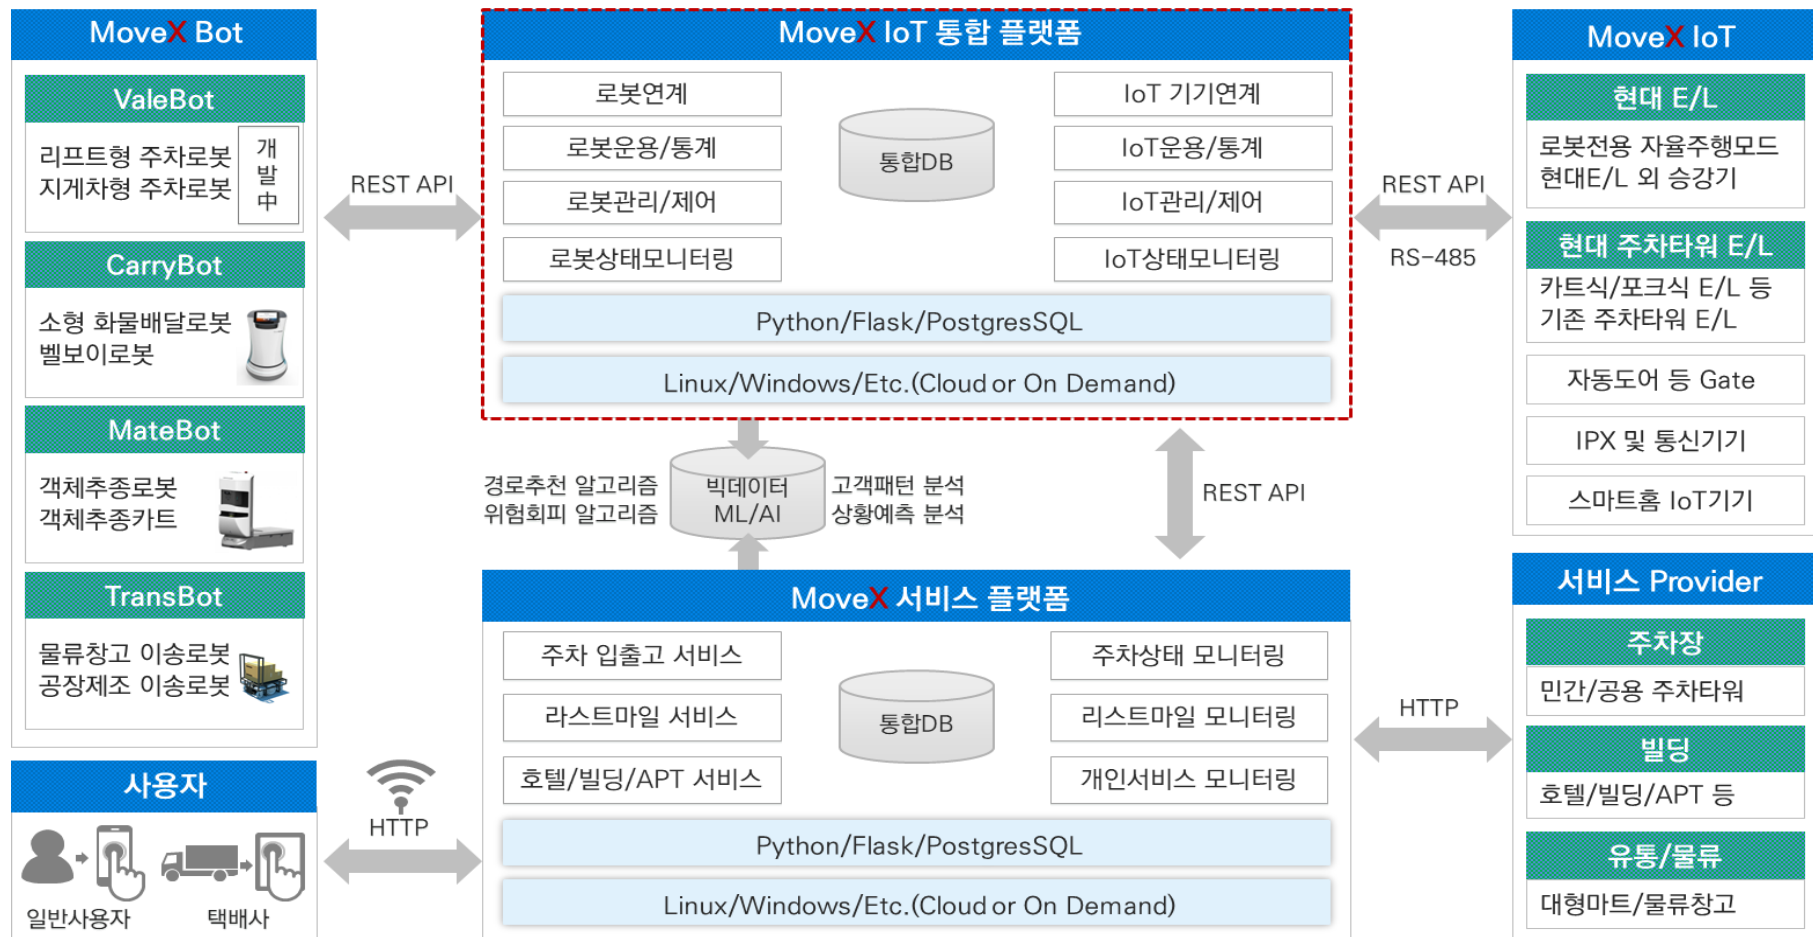 MoveX Bot
ValeBot
리프트형 주차로봇
지게차형 주차로봇
개
발
中
CarryBot
소형 화물배달로봇
벨보이로봇
MateBot
객체추종로봇
객체추종카트
TransBot
물류창고 이송로봇
공장제조 이송로봇
사용자
일반사용자
택배사
REST API
HTTP
MoveX IoT 통합 플랫폼
로봇연계
로봇운용/통계
로봇관리/제어
로봇상태모니터링
통합DB
IoT 기기연계
IoT운용/통계
IoT관리/제어
IoT상태모니터링
Python/Flask/PostgresSQL
Linux/Windows/Etc.(Cloud or On Demand)
경로추천 알고리즘
위험회피 알고리즘
빅데이터
ML/AI
고객패턴 분석
상황예측 분석
REST API
MoveX 서비스 플랫폼
주차 입출고 서비스
라스트마일 서비스
호텔/빌딩/APT 서비스
통합DB
주차상태 모니터링
리스트마일 모니터링
개인서비스 모니터링
Python/Flask/PostgresSQL
Linux/Windows/Etc.(Cloud or On Demand)
REST API
RS-485
HTTP
MoveX IoT
현대 E/L
로봇전용 자율주행모드
현대E/L 외 승강기
현대 주차타워 E/L
카트식/포크식 E/L 등
기존 주차타워 E/L
자동도어 등 Gate
IPX 및 통신기기
스마트홈 IoT기기
서비스 Provider
주차장
민간/공용 주차타워
빌딩
호텔/빌딩/APT 등
유통/물류
대형마트/물류창고